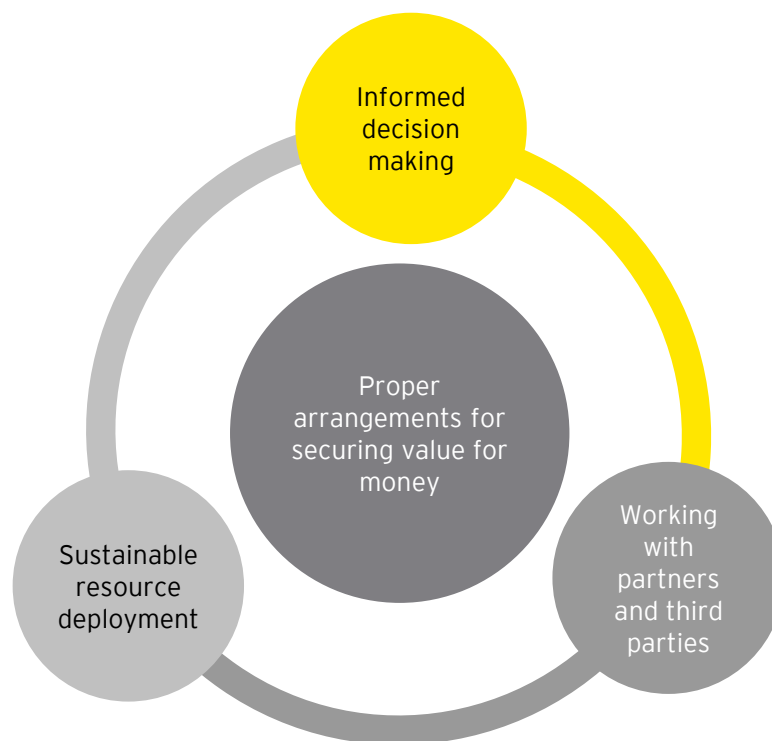 Informed
decision
making
Proper
arrangements for
securing value for
money
Sustainable
resource
deployment
Working
with
partners
and third
parties